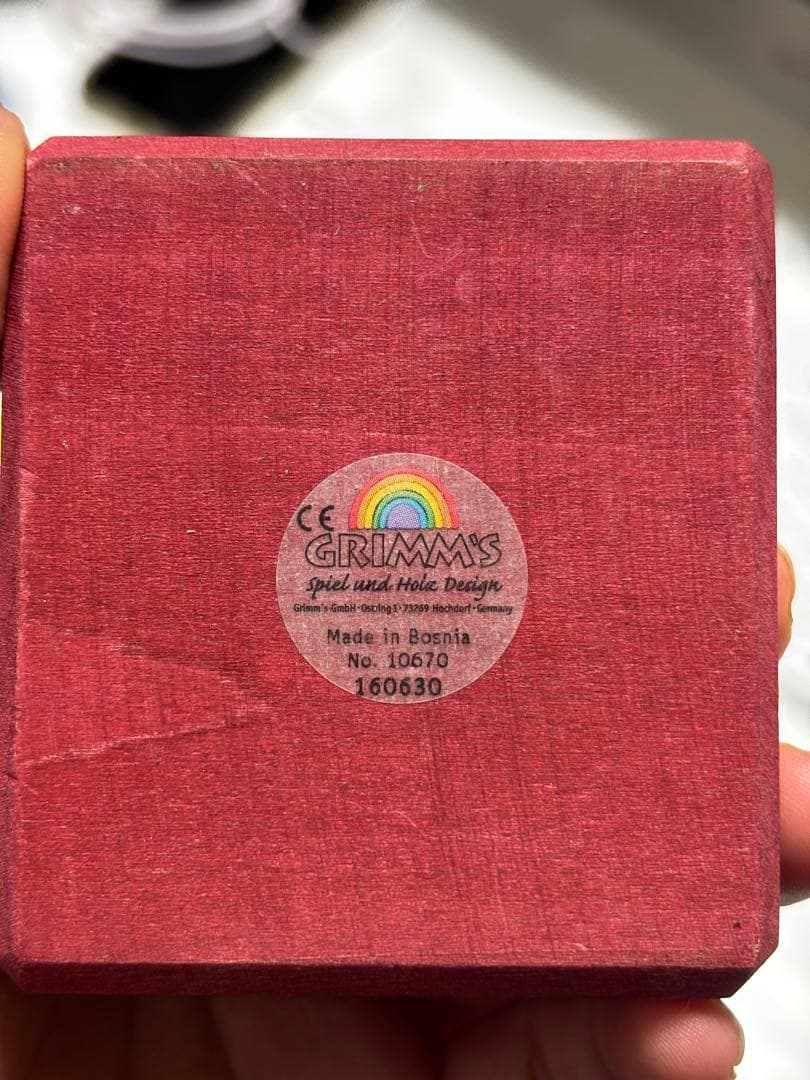 CE
GRIMM'S
Spiel und Holz Design
Grimm's GmbH·Ostring 1·73269 Hochdorf·Germany
Made in Bosnia
No. 10670
160630